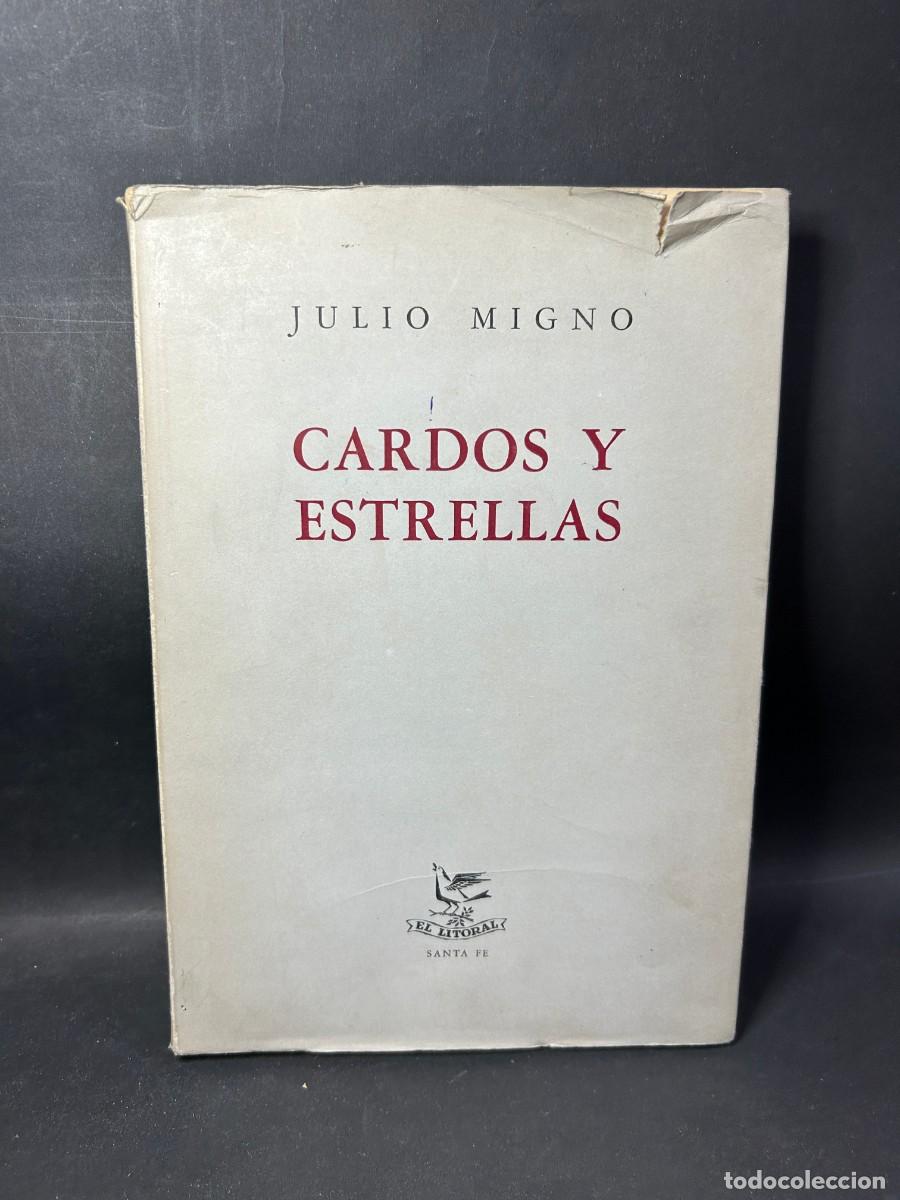 JULIO MIGNO
CARDOS Y
ESTRELLAS
EL LITORAL
SANTA FE
todocoleccion